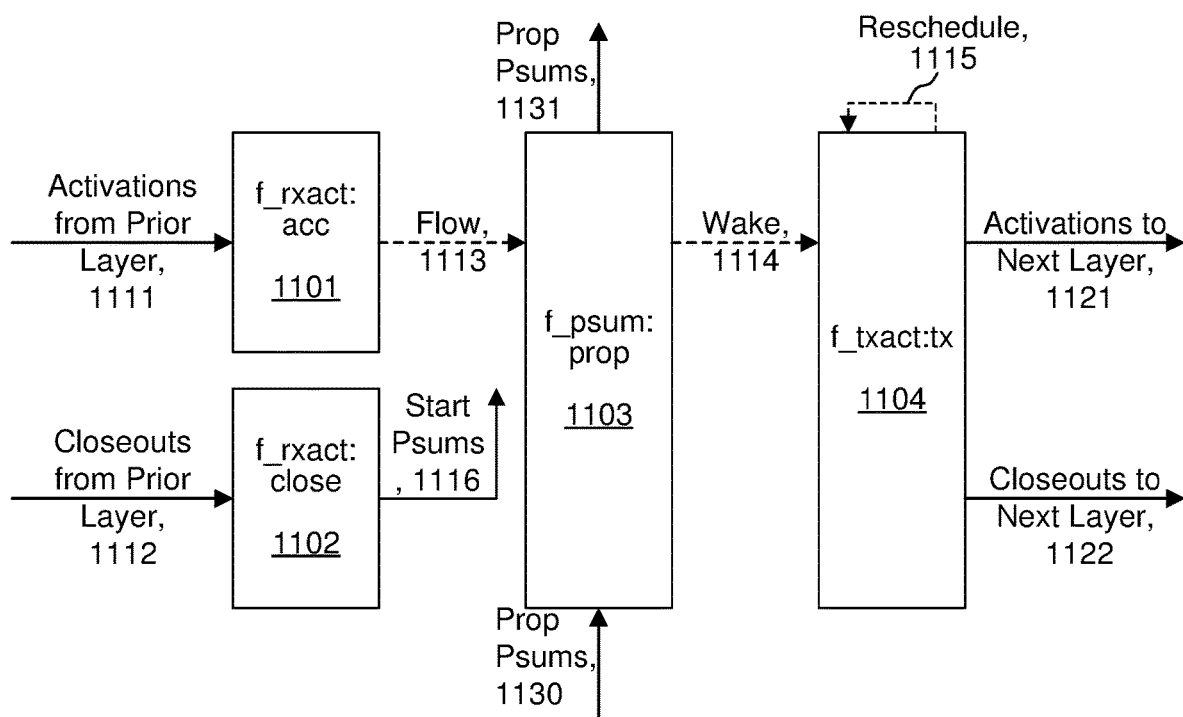 Prop
Psums,
1131
Reschedule,
1115
Activations
from Prior
Layer,
1111
f_rxact:
acc
1101
Flow,
1113
f_psum:
prop
1103
Wake,
1114
f_txact:tx
1104
Activations to
Next Layer,
1121
Closeouts
from Prior
Layer,
1112
f_rxact:
close
1102
Start
Psums
, 1116
Closeouts to
Next Layer,
1122
Prop
Psums,
1130